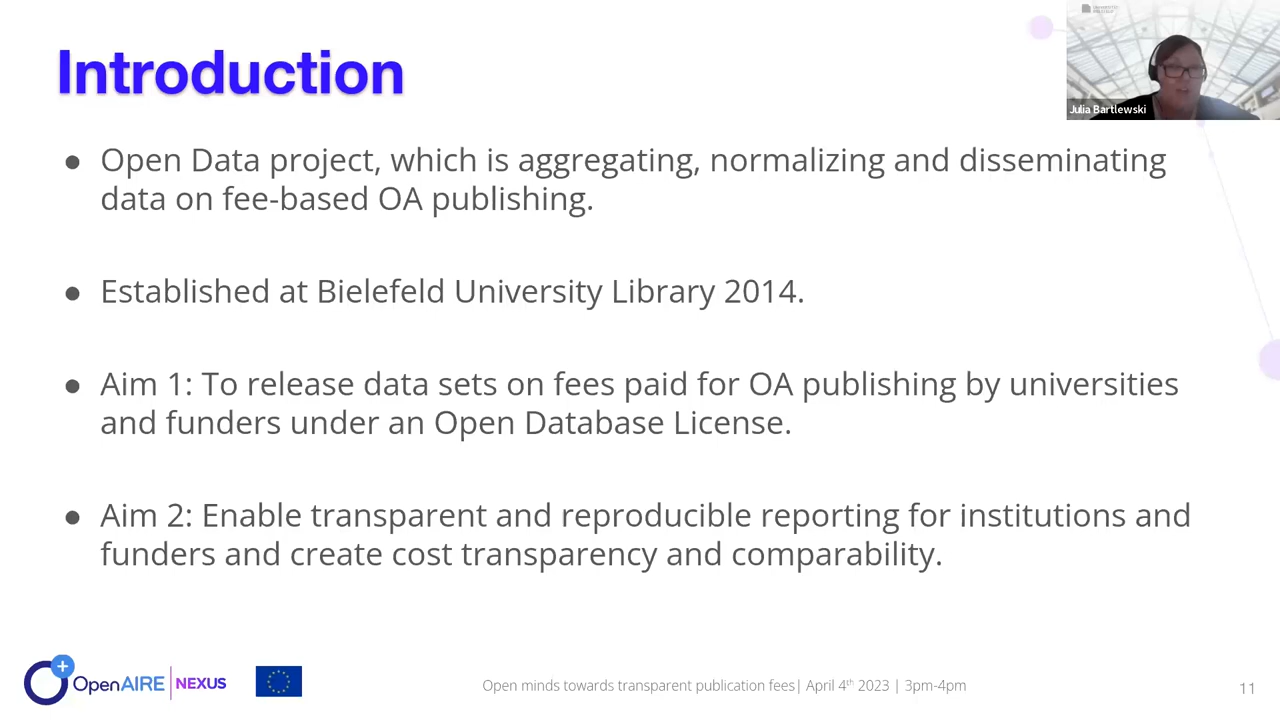 Introduction
Julia Bartlewski
● Open Data project, which is aggregating, normalizing and disseminating
data on fee-based OA publishing.
● Established at Bielefeld University Library 2014.
● Aim 1: To release data sets on fees paid for OA publishing by universities
and funders under an Open Database License.
● Aim 2: Enable transparent and reproducible reporting for institutions and
funders and create cost transparency and comparability.
OpenAIRE | NEXUS
Open minds towards transparent publication fees| April 4th 2023 | 3pm-4pm
11